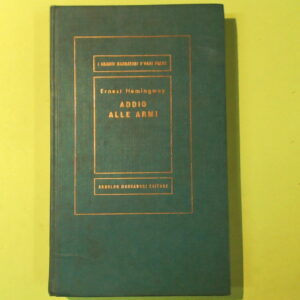 I GRANDI NARRATORI D'OGNI PAESE
Ernest Hemingway
ADDIO
ALLE ARMI
ARNOLDO MONDADORI EDITORE